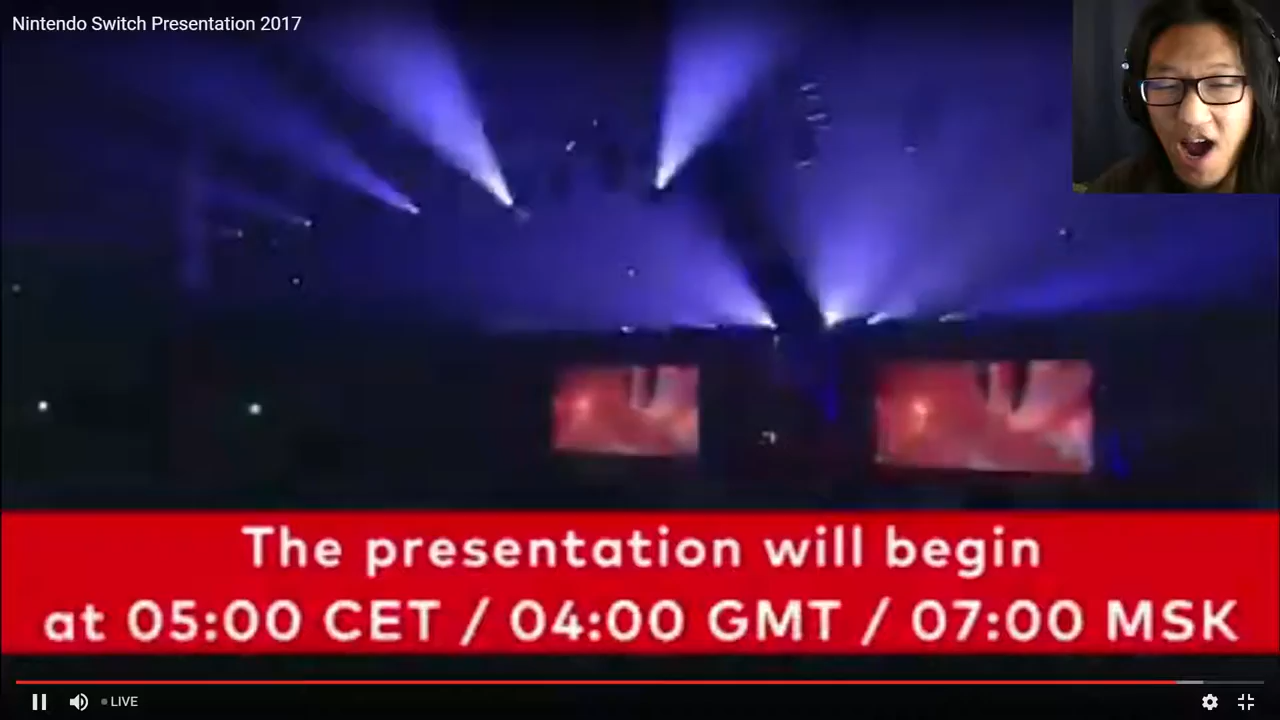 Nintendo Switch Presentation 2017
The presentation will begin
at 05:00 CET / 04:00 GMT / 07:00 MSK
LIVE